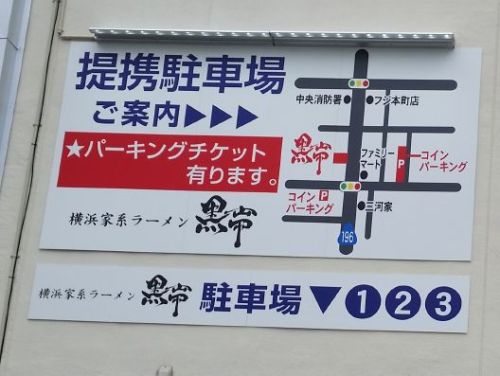 提携駐車場
ご案内▶▶▶
★パーキングチケット
有ります。
横浜家系ラーメン 黒帯
中央消防署
フジ本町店
黒帯
ファミリー
マート
P
コイン
パーキング
コイン P
パーキング
三河家
196
横浜家系ラーメン 黒帯 駐車場 ▼ 1 2 3